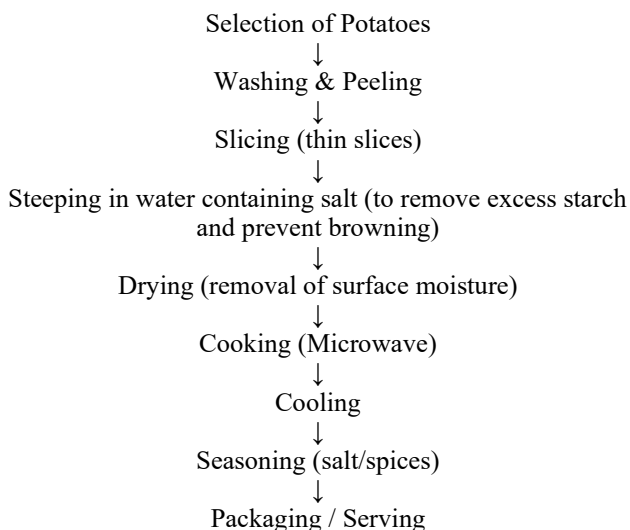 Selection of Potatoes
↓
Washing & Peeling
↓
Slicing (thin slices)
↓
Steeping in water containing salt (to remove excess starch
and prevent browning)
↓
Drying (removal of surface moisture)
↓
Cooking (Microwave)
↓
Cooling
↓
Seasoning (salt/spices)
↓
Packaging / Serving